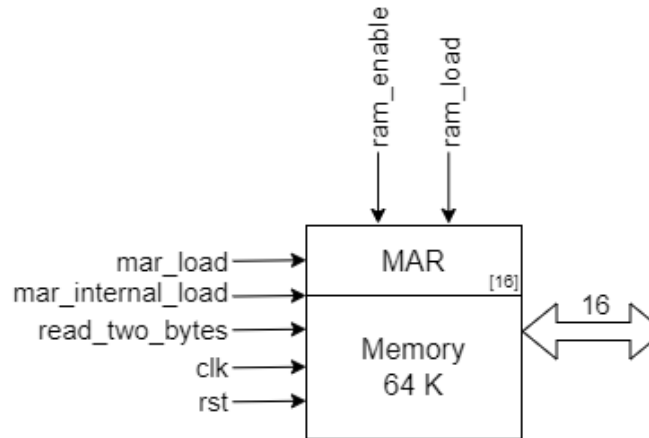 ram_enable
ram_load
mar_load
MAR
[16]
mar_internal_load
16
read_two_bytes
Memory
64 K
clk
rst